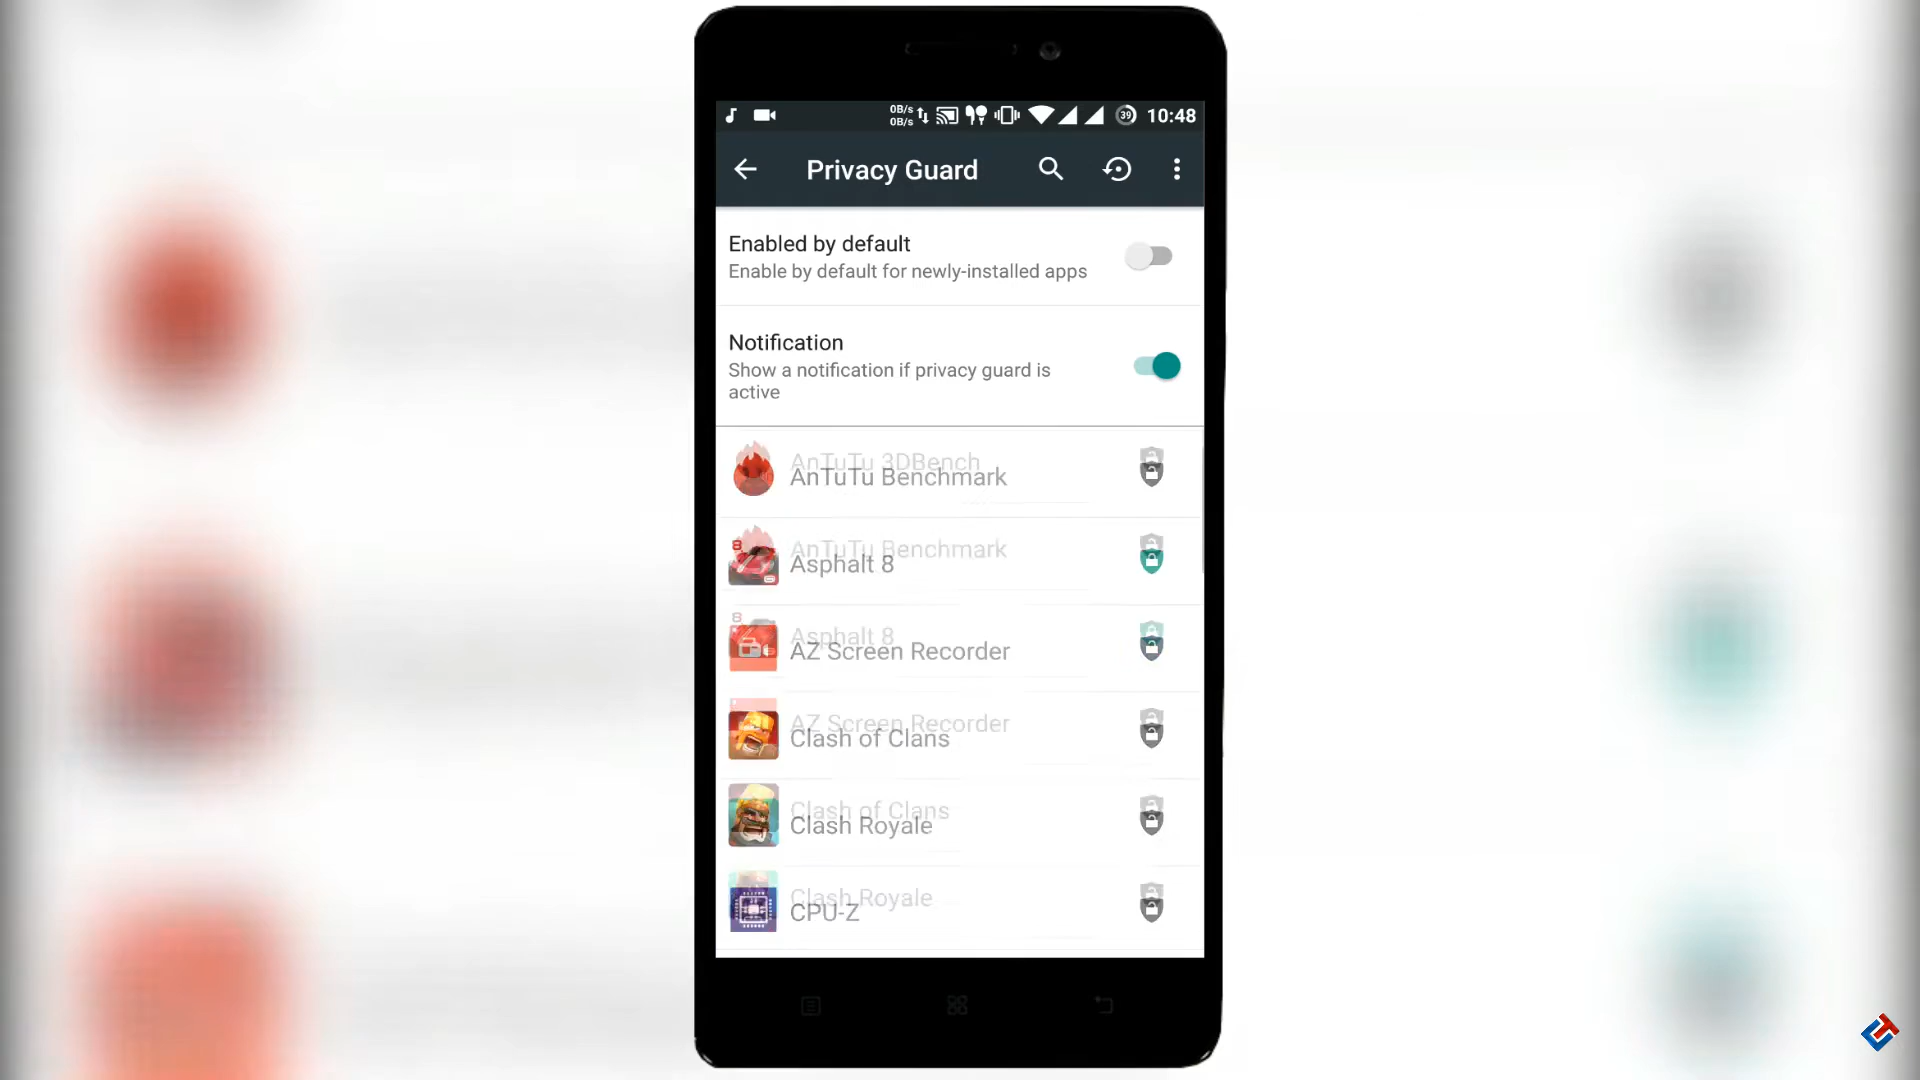 0B/s
0B/s
39
10:48
Privacy Guard
Enabled by default
Enable by default for newly-installed apps
Notification
Show a notification if privacy guard is
active
AnTuTu 3DBench
AnTuTu Benchmark
AnTuTu Benchmark
Asphalt 8
Asphalt 8
AZ Screen Recorder
AZ Screen Recorder
Clash of Clans
Clash of Clans
Clash Royale
Clash Royale
CPU-Z